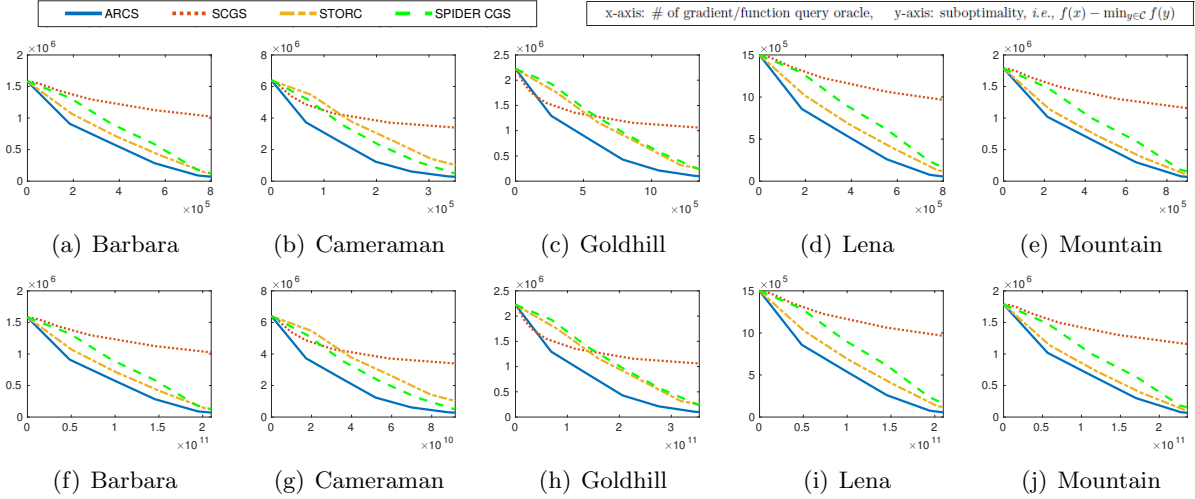 ARCS SCGS STORC SPIDER CGS
x-axis: # of gradient/function query oracle, y-axis: suboptimality, i.e., f(x) − min_{y∈C} f(y)
×10^6 ×10^6 ×10^6 ×10^5 ×10^6
2 8 2.5 15 2
1.5 6 2 10 1.5
1 4 1.5 5 1
0.5 2 1 0 0.5
0 0 0.5 0
0
0 2 4 6 8 0 1 2 3 0 5 10 0 2 4 6 8 0 2 4 6 8
×10^5 ×10^5 ×10^5 ×10^5 ×10^5
(a) Barbara (b) Cameraman (c) Goldhill (d) Lena (e) Mountain
×10^6 ×10^6 ×10^6 ×10^5 ×10^6
2 8 2.5 15 2
1.5 6 2 10 1.5
1 4 1.5 5 1
0.5 2 1 0 0.5
0 0 0.5 0
0
0 0.5 1 1.5 2 0 2 4 6 8 0 1 2 3 0 0.5 1 1.5 2 0 0.5 1 1.5 2
×10^11 ×10^10 ×10^11 ×10^11 ×10^11
(f) Barbara (g) Cameraman (h) Goldhill (i) Lena (j) Mountain